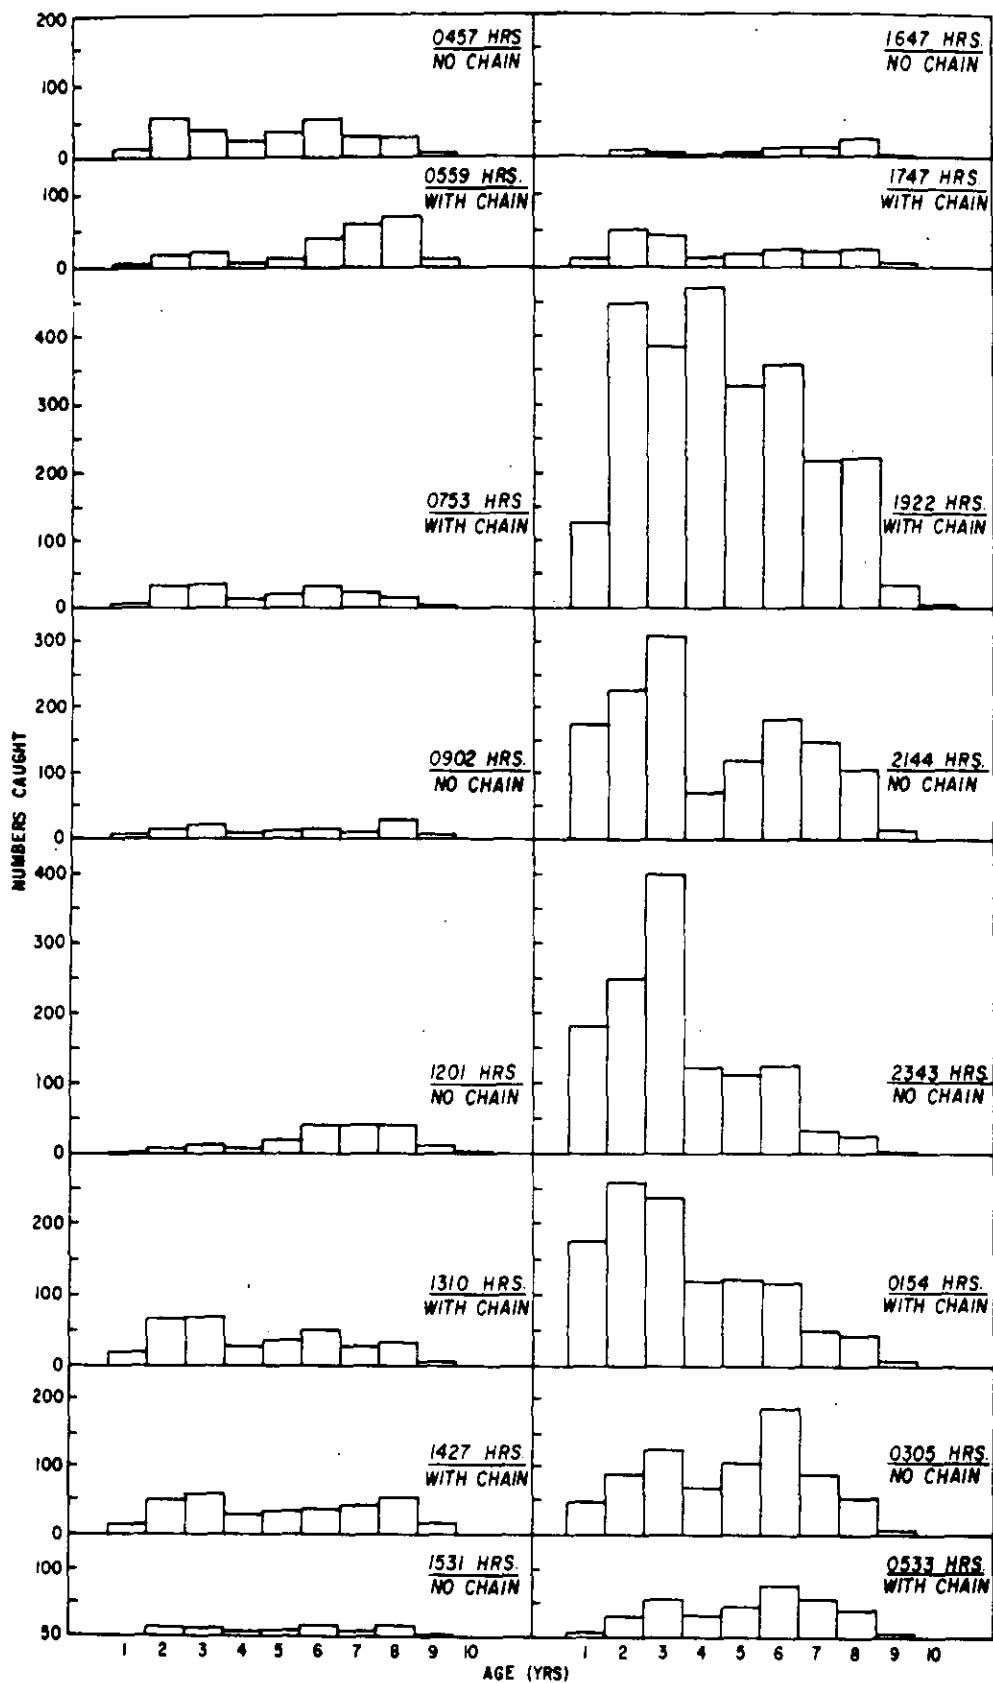 200
100
0
0457 HRS
NO CHAIN
1647 HRS.
NO CHAIN
100
0
0559 HRS.
WITH CHAIN
1747 HRS.
WITH CHAIN
400
300
200
100
0
0753 HRS
WITH CHAIN
1922 HRS.
WITH CHAIN
300
200
100
0
0902 HRS.
NO CHAIN
2144 HRS.
NO CHAIN
NUMBERS CAUGHT
400
300
200
100
0
1201 HRS
NO CHAIN
2343 HRS.
NO CHAIN
200
100
0
1310 HRS.
WITH CHAIN
0154 HRS.
WITH CHAIN
200
100
0
1427 HRS.
WITH CHAIN
0305 HRS.
NO CHAIN
100
50
1531 HRS.
NO CHAIN
0533 HRS.
WITH CHAIN
1 2 3 4 5 6 7 8 9 10 1 2 3 4 5 6 7 8 9 10
AGE (YRS)